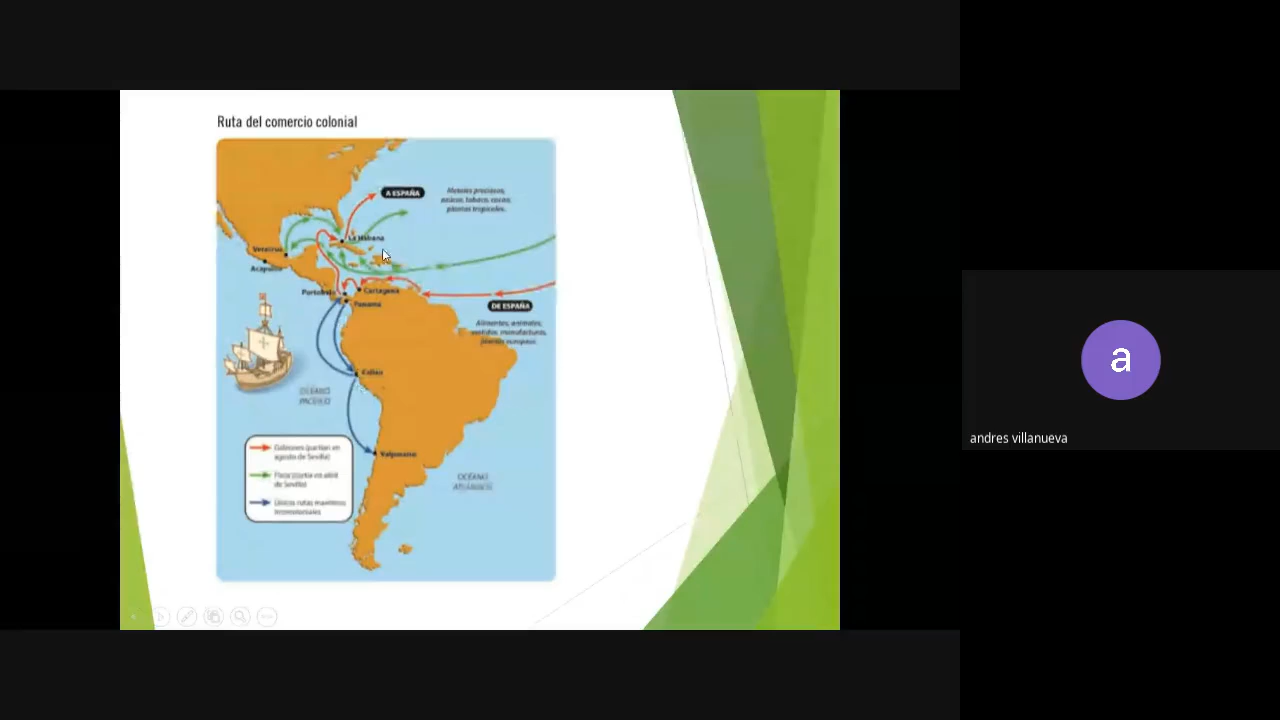 Ruta del comercio colonial
A ESPAÑA
Metales preciosos,
azúcar, tabaco, cacao,
plantas tropicales.
La Habana
Veracruz
Acapulco
Portobelo
Cartagena
Panamá
DE ESPAÑA
Alimentos, animales,
vestidos, manufacturas,
plantas europeas.
Callao
OCÉANO
PACÍFICO
Galeones (partían en
agosto de Sevilla)
Valparaíso
Flota (partía en abril
de Sevilla)
OCÉANO
ATLÁNTICO
Únicas rutas marítimas
intercoloniales
a
andres villanueva